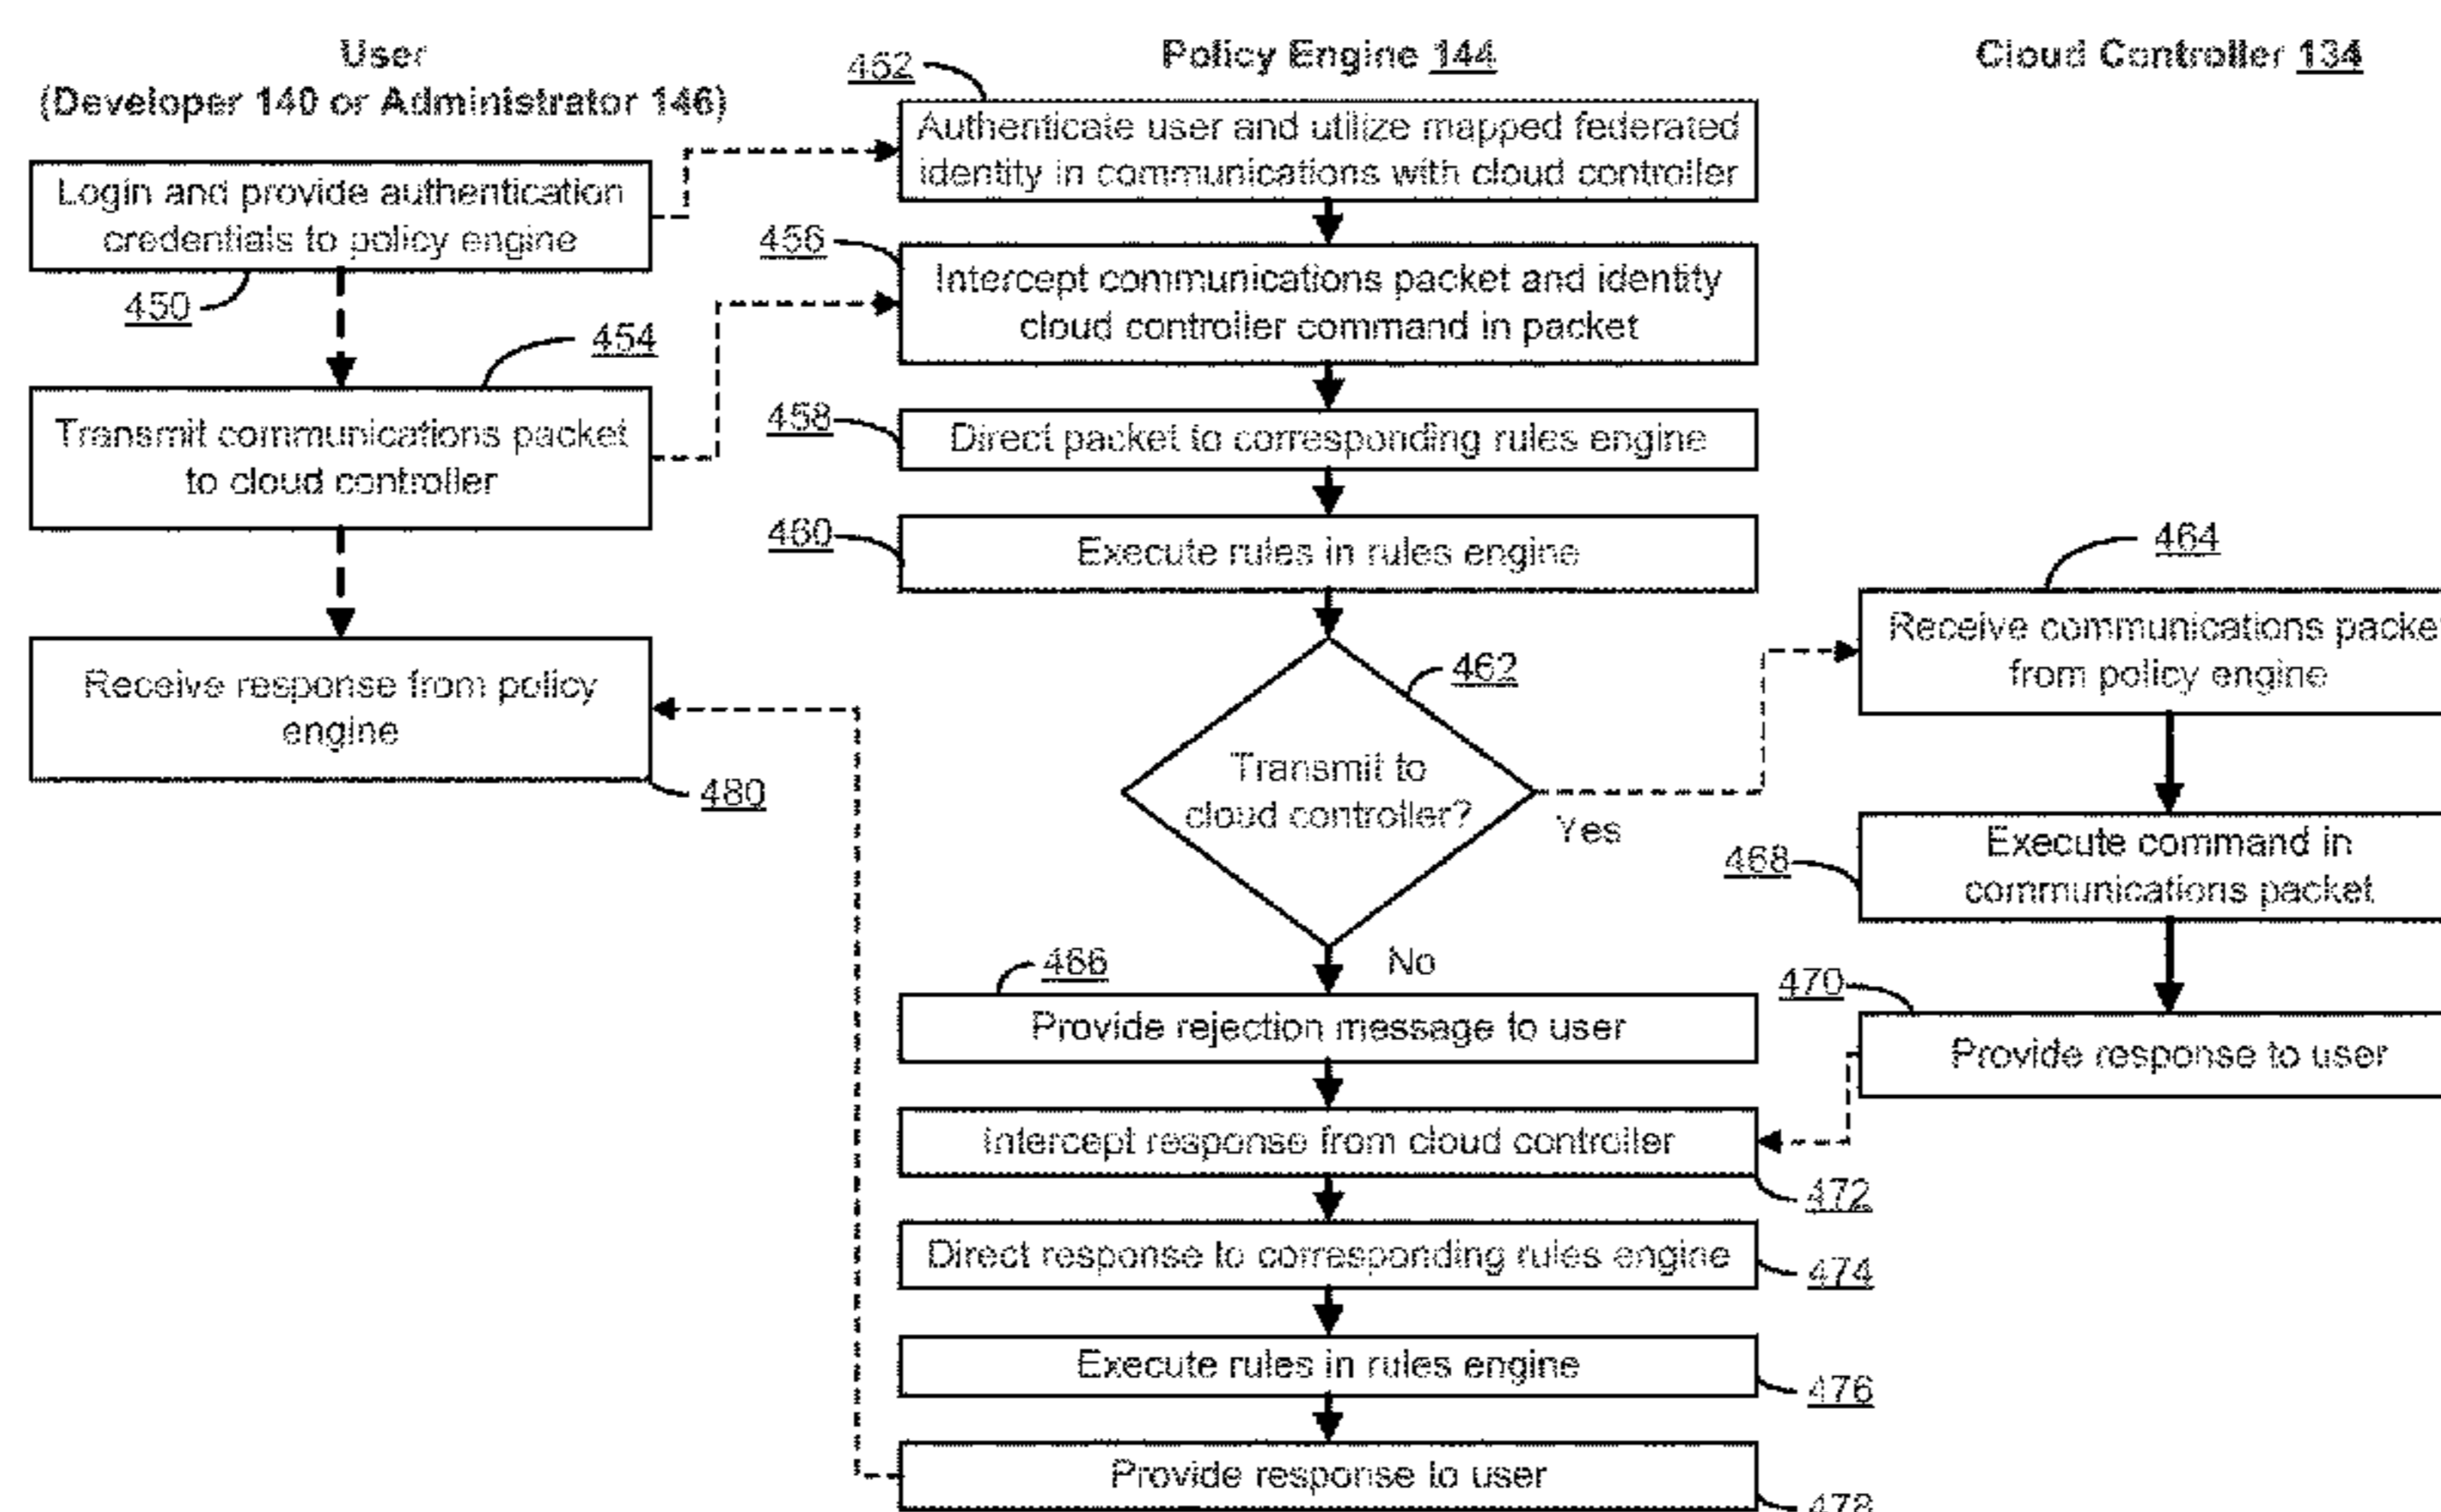 User
(Developer 140 or Administrator 146)
Login and provide authentication
credentials to policy engine
450
454
Transmit communications packet
to cloud controller
Receive response from policy
engine
480
Policy Engine 144
462
Authenticate user and utilize mapped federated
identity in communications with cloud controller
456
Intercept communications packet and identity
cloud controller command in packet
458
Direct packet to corresponding rules engine
460
Execute rules in rules engine
462
Transmit to
cloud controller?
Yes
No
466
Provide rejection message to user
Intercept response from cloud controller
472
Direct response to corresponding rules engine
474
Execute rules in rules engine
476
Provide response to user
478
Cloud Controller 134
464
Receive communications packet
from policy engine
468
Execute command in
communications packet
470
Provide response to user